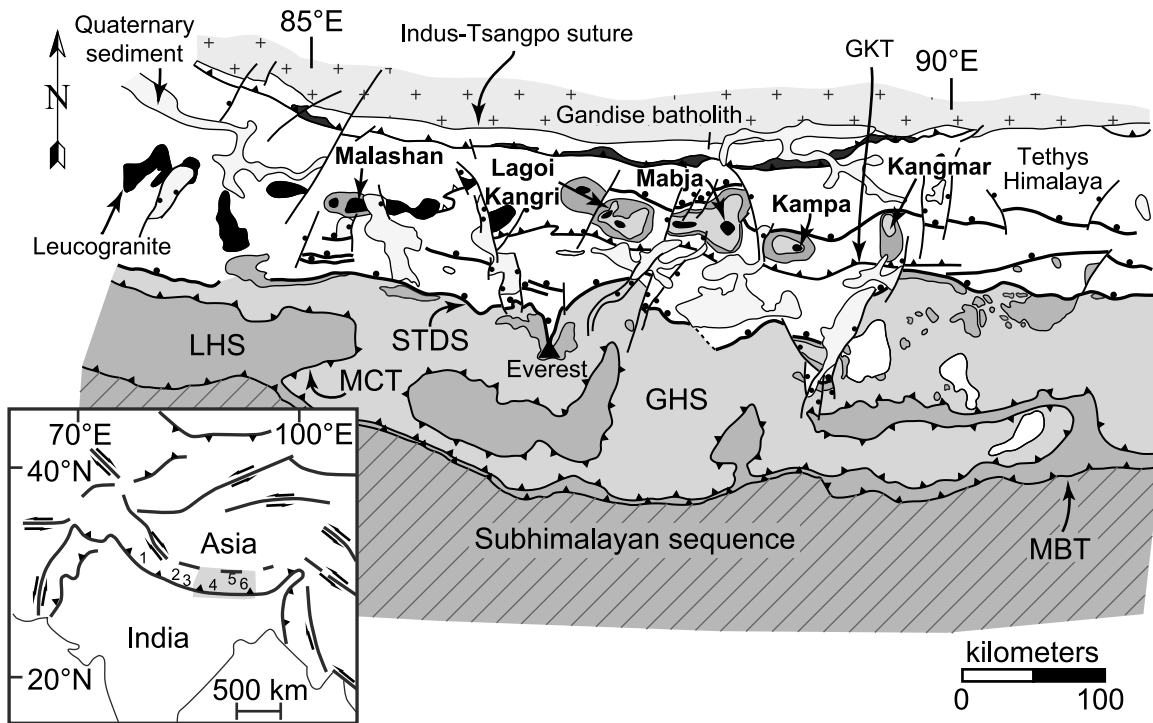 Quaternary
sediment
85°E
Indus-Tsangpo suture
GKT
90°E
N
Gandise batholith
Malashan
Lagoi
Kangri
Mabja
Kangmar
Tethys
Himalaya
Kampa
Leucogranite
LHS
STDS
MCT
Everest
GHS
Subhimalayan sequence
MBT
70°E
100°E
40°N
Asia
1
2
3
4
5
6
India
20°N
500 km
kilometers
0
100